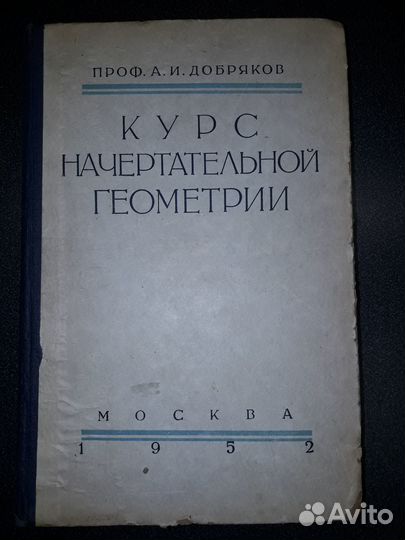 ПРОФ. А. И. ДОБРЯКОВ
КУРС
НАЧЕРТАТЕЛЬНОЙ
ГЕОМЕТРИИ
МОСКВА
1952
Avito